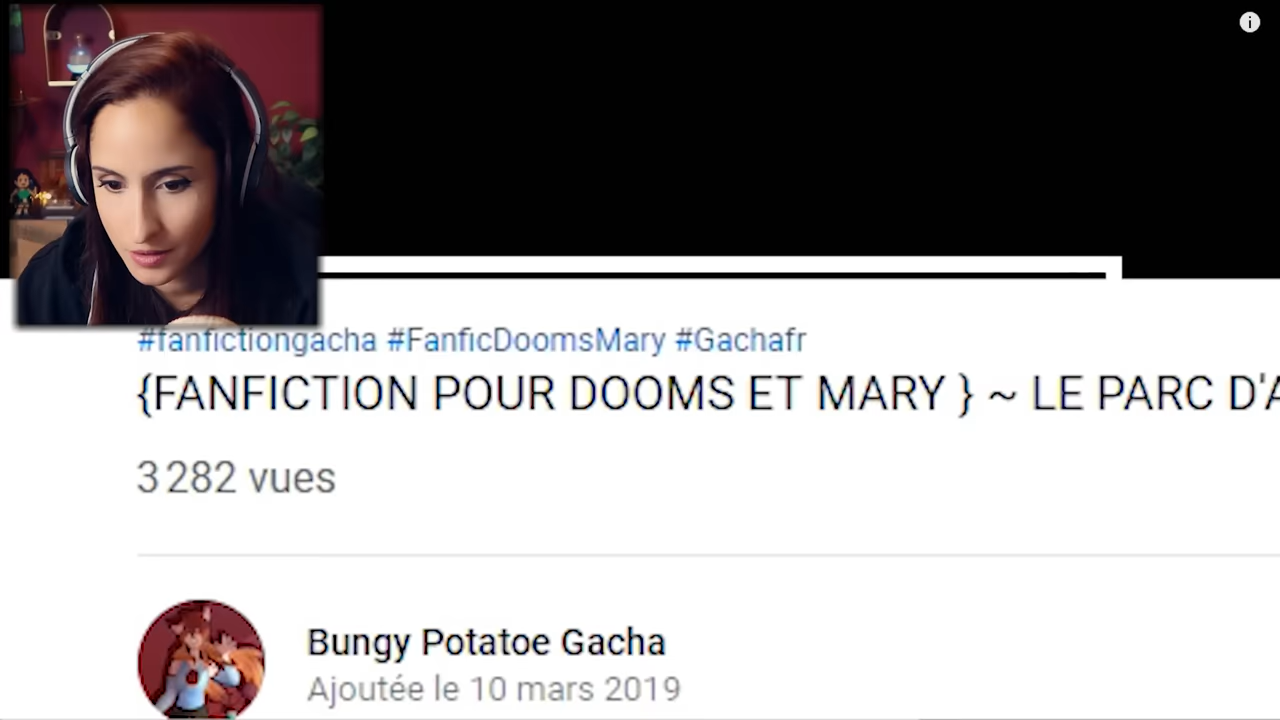 #fanfictiongacha #FanficDoomsMary #Gachafr
{FANFICTION POUR DOOMS ET MARY } ~ LE PARC D'A
3 282 vues
Bungy Potatoe Gacha
Ajoutée le 10 mars 2019